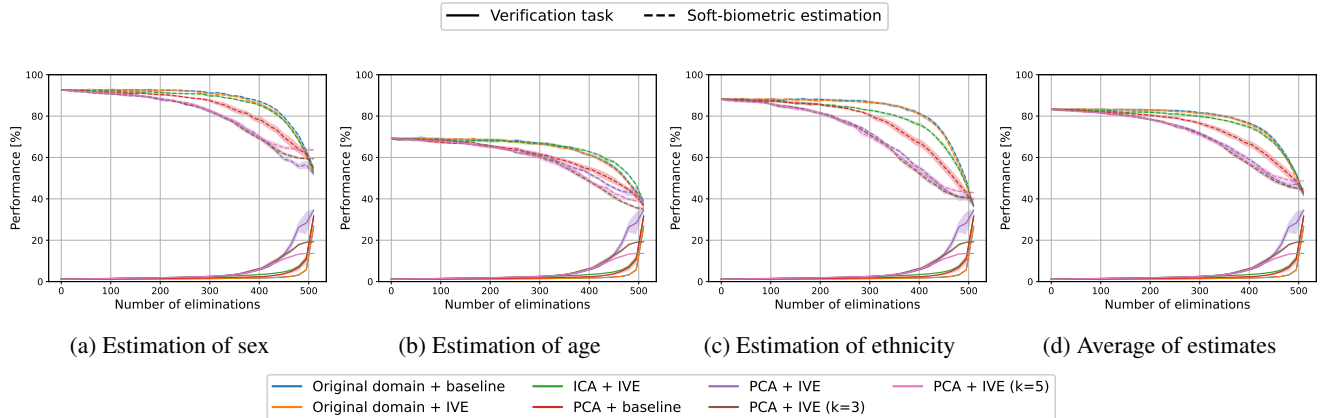 Verification task Soft-biometric estimation
100
80
60
40
20
0
Performance [%]
0 100 200 300 400 500
Number of eliminations
(a) Estimation of sex
100
80
60
40
20
0
Performance [%]
0 100 200 300 400 500
Number of eliminations
(b) Estimation of age
100
80
60
40
20
0
Performance [%]
0 100 200 300 400 500
Number of eliminations
(c) Estimation of ethnicity
100
80
60
40
20
0
Performance [%]
0 100 200 300 400 500
Number of eliminations
(d) Average of estimates
Original domain + baseline ICA + IVE PCA + IVE PCA + IVE (k=5)
Original domain + IVE PCA + baseline PCA + IVE (k=3)